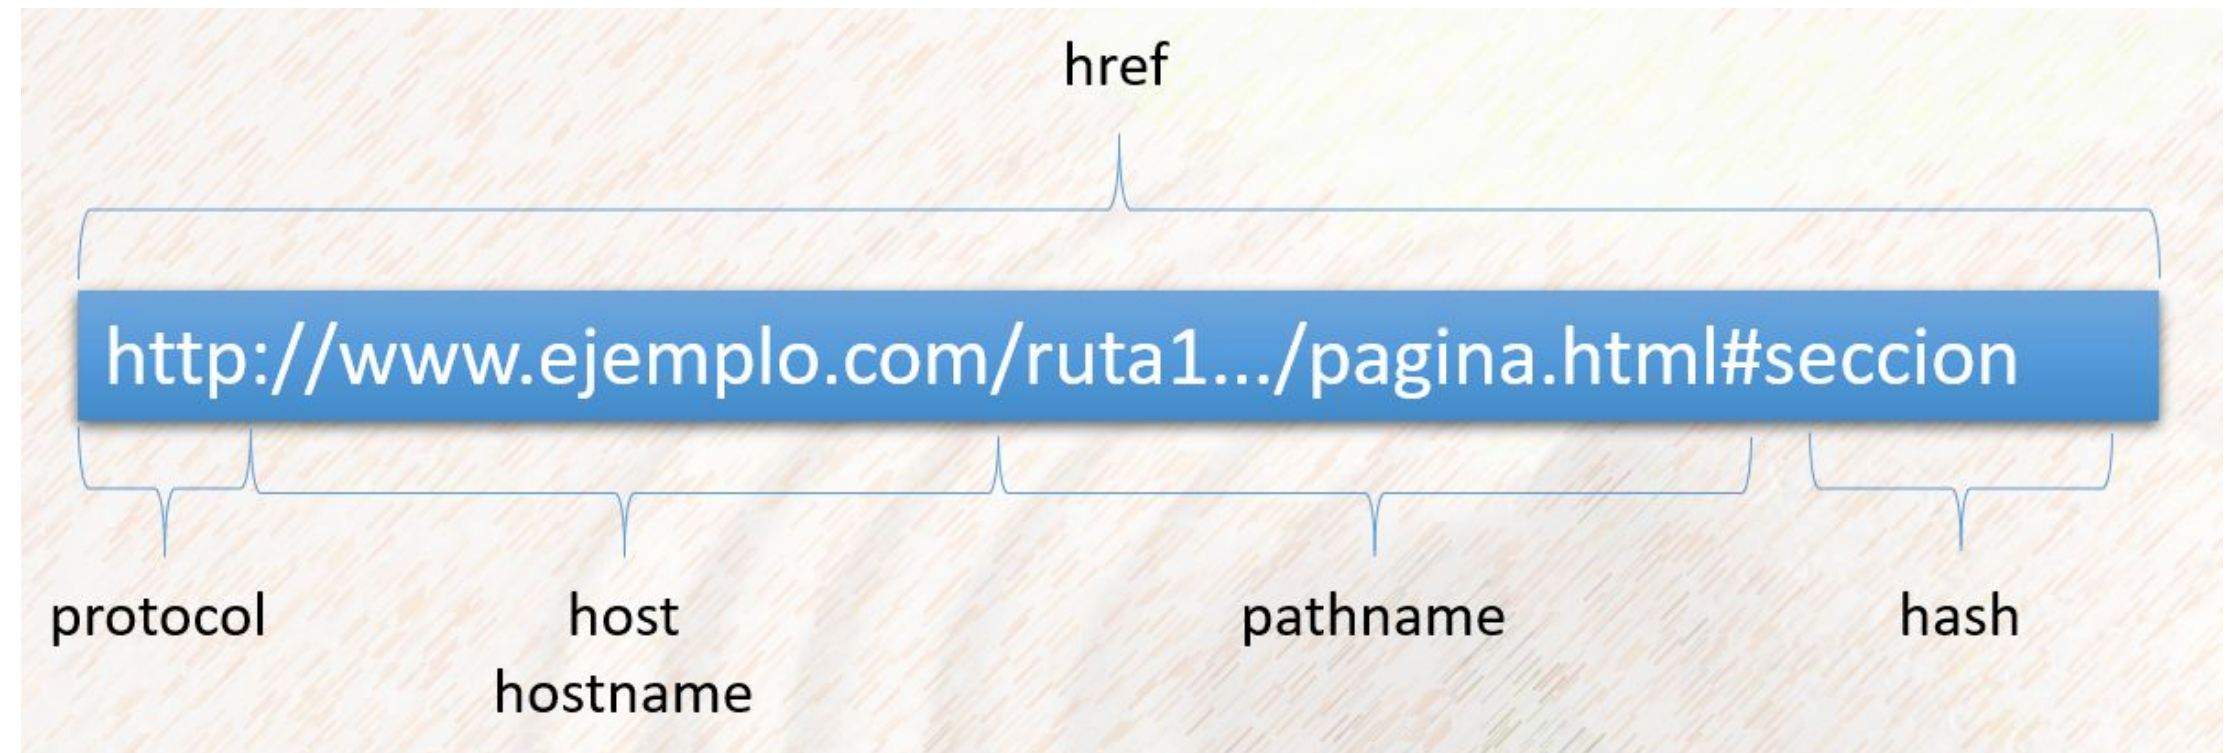 href
http://www.ejemplo.com/ruta1.../pagina.html#seccion
protocol
host
hostname
pathname
hash